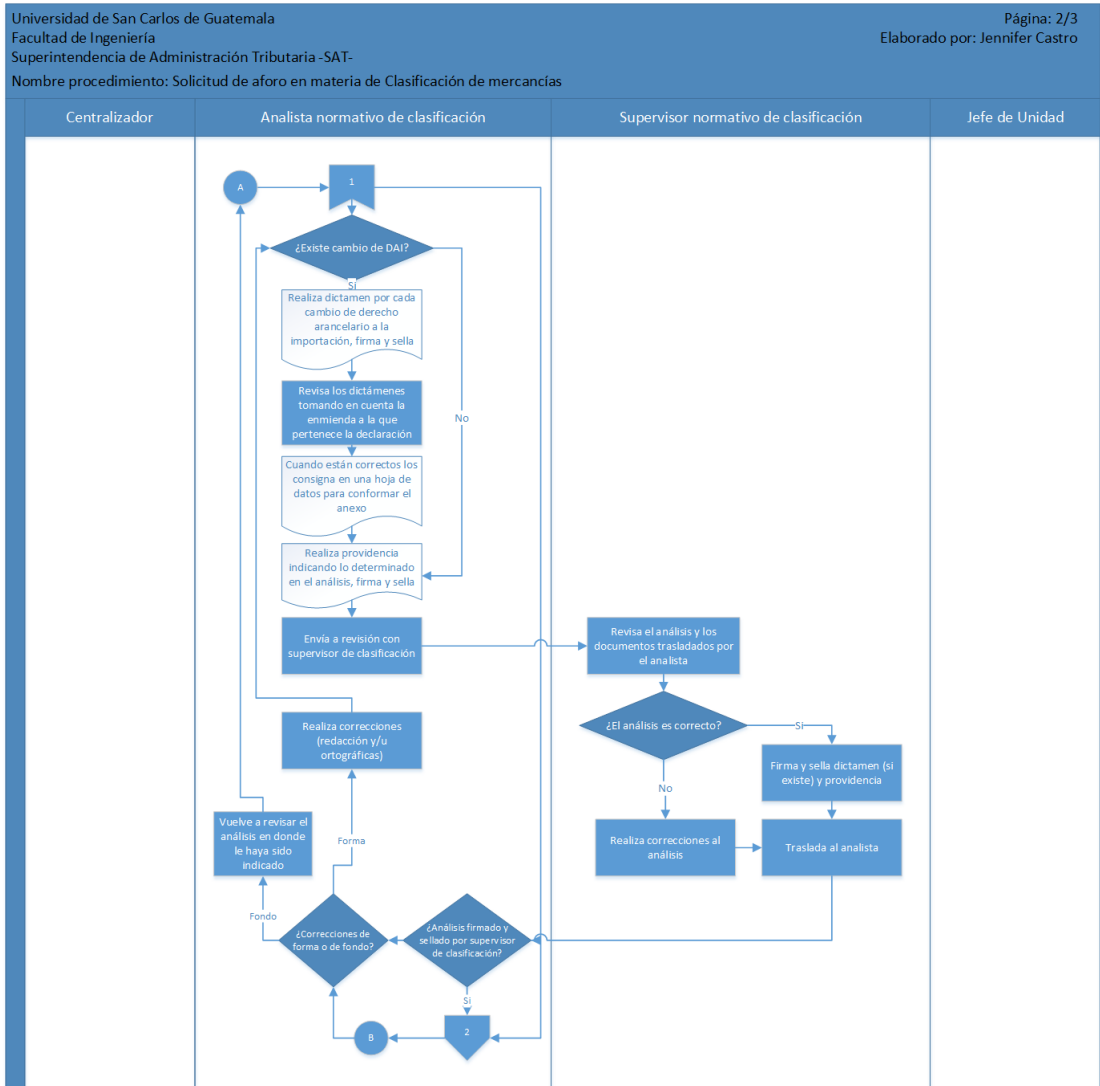 Universidad de San Carlos de Guatemala
Página: 2/3
Facultad de Ingeniería
Elaborado por: Jennifer Castro
Superintendencia de Administración Tributaria -SAT-
Nombre procedimiento: Solicitud de aforo en materia de Clasificación de mercancías
Centralizador
Analista normativo de clasificación
Supervisor normativo de clasificación
Jefe de Unidad
A
1
¿Existe cambio de DAI?
Sí
Realiza dictamen por cada
cambio de derecho
arancelario a la
importación, firma y sella
Revisa los dictámenes
tomando en cuenta la
enmienda a la que
pertenece la declaración
No
Cuando están correctos los
consigna en una hoja de
datos para conformar el
anexo
Realiza providencia
indicando lo determinado
en el análisis, firma y sella
Envía a revisión con
supervisor de clasificación
Revisa el análisis y los
documentos trasladados por
el analista
¿El análisis es correcto?
Si
Firma y sella dictamen (si
existe) y providencia
No
Realiza correcciones al
análisis
Traslada al analista
Realiza correcciones
(redacción y/u
ortográficas)
Vuelve a revisar el
análisis en donde
le haya sido
indicado
Forma
Fondo
¿Correcciones de
forma o de fondo?
¿Análisis firmado y
sellado por supervisor
de clasificación?
Si
B
2